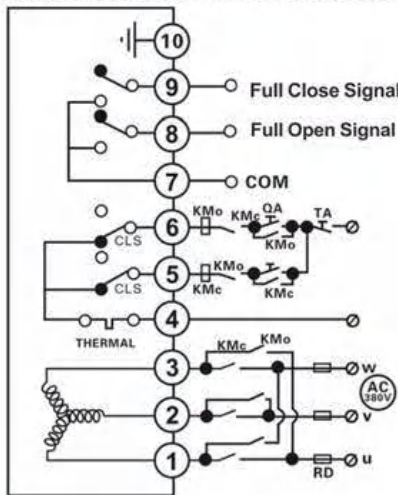 10
9 Full Close Signal
8 Full Open Signal
7 COM
6 KMo KMc QA KMo TA
CLS
5 KMc KMo KMc
CLS
4
THERMAL
3 KMc KMo w
AC 380V
2 v
1 RD u